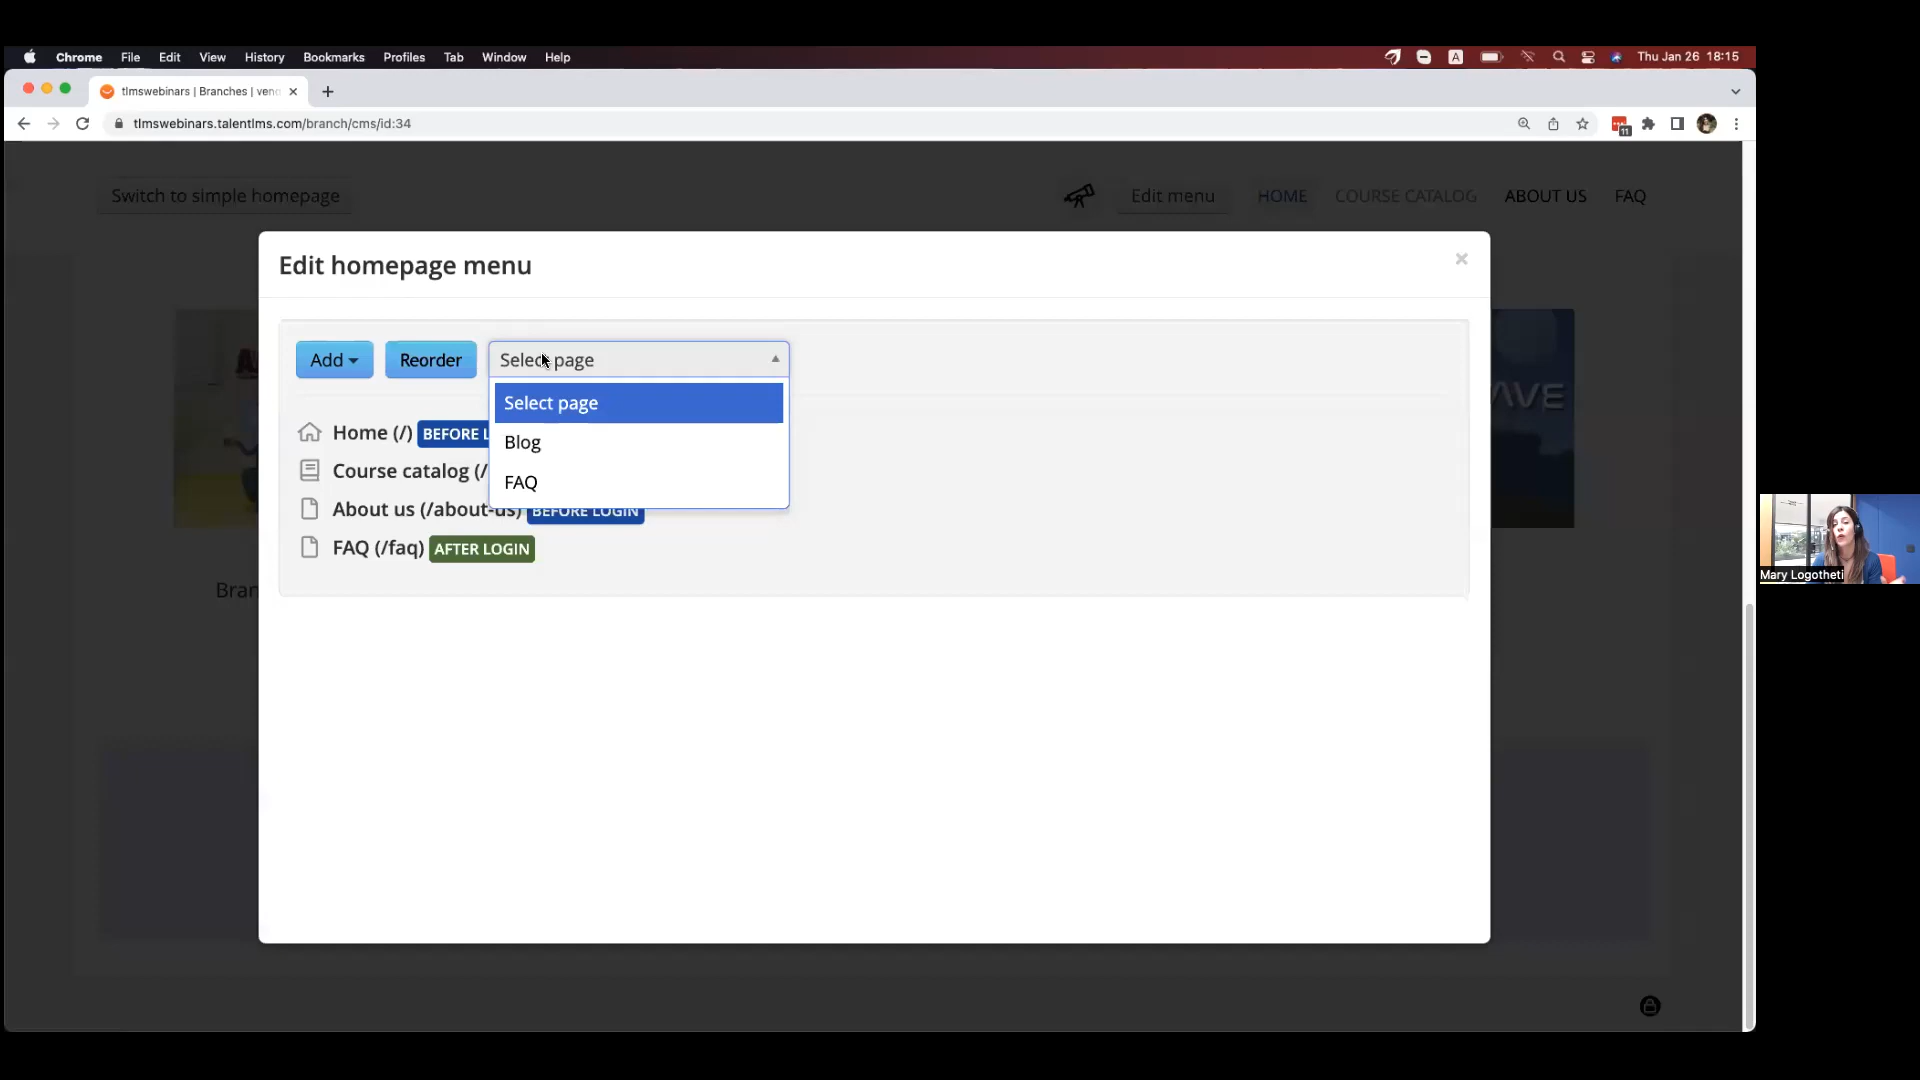 Chrome File Edit View History Bookmarks Profiles Tab Window Help A Thu Jan 26 18:15
tlmswebinars | Branches | ven
tlmswebinars.talentlms.com/branch/cms/id:34
11
Switch to simple homepage Edit menu HOME COURSE CATALOG ABOUT US FAQ
Edit homepage menu
Add Reorder Select page
Select page
Blog
FAQ
Home (/) BEFORE L
Course catalog (/
About us (/about-us) BEFORE LOGIN
FAQ (/faq) AFTER LOGIN
AVE
Bran
Mary Logotheti